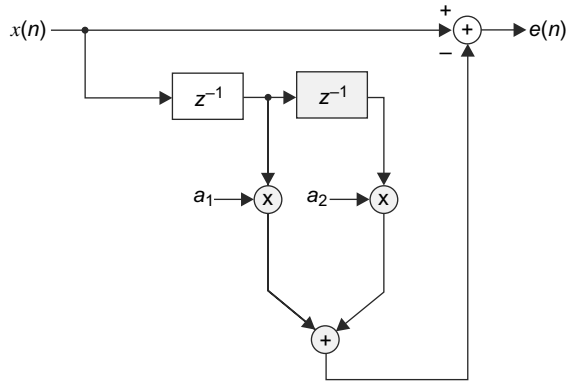 +
x(n) + e(n)
−
z⁻¹ z⁻¹
a₁ x a₂ x
+